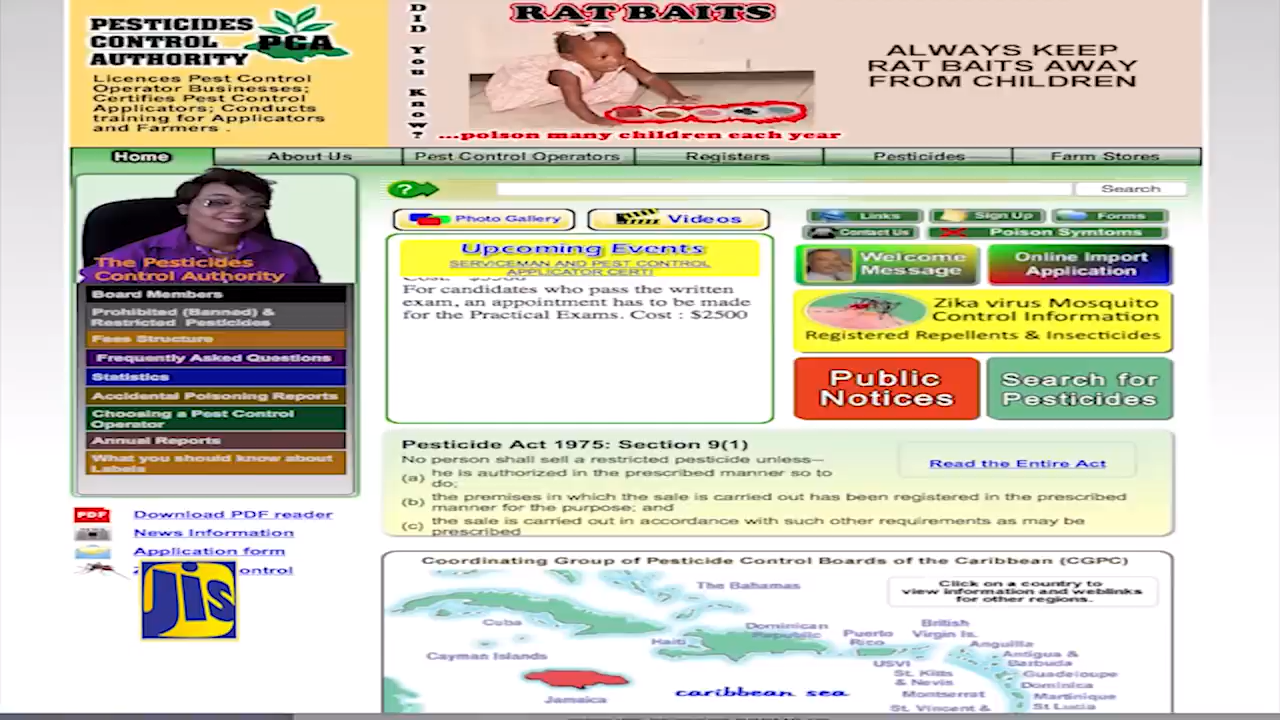 PESTICIDES
CONTROL
AUTHORITY
PCA
Licences Pest Control
Operator Businesses;
Certifies Pest Control
Applicators; Conducts
training for Applicators
and Farmers .
DID You Know?
RAT BAITS
...poison many children each year
ALWAYS KEEP
RAT BAITS AWAY
FROM CHILDREN
Home About Us Pest Control Operators Registers Pesticides Farm Stores
? Search
The Pesticides
Control Authority
Board Members
Prohibited (Banned) &
Restricted Pesticides
Fees Structure
Frequently Asked Questions
Statistics
Accidental Poisoning Reports
Choosing a Pest Control
Operator
Annual Reports
What you should know about
Labels
PDF Download PDF reader
News Information
Application form
ontrol
Jis
Photo Gallery Videos
Upcoming Events
SERVICEMAN AND PEST CONTROL
APPLICATOR CERTI
For candidates who pass the written
exam, an appointment has to be made
for the Practical Exams. Cost : $2500
Links Sign Up Forms
Contact Us Poison Symtoms
Welcome
Message
Online Import
Application
Zika virus Mosquito
Control Information
Registered Repellents & Insecticides
Public
Notices
Search for
Pesticides
Pesticide Act 1975: Section 9(1)
No person shall sell a restricted pesticide unless—
(a) he is authorized in the prescribed manner so to
do;
(b) the premises in which the sale is carried out has been registered in the prescribed
manner for the purpose; and
(c) the sale is carried out in accordance with such other requirements as may be
prescribed
Read the Entire Act
Coordinating Group of Pesticide Control Boards of the Caribbean (CGPC)
Click on a country to
view information and weblinks
for other regions.
The Bahamas
Cuba
Cayman Islands
Jamaica
Haiti
Dominican
Republic
Puerto
Rico
British
Virgin Is.
USVI
Anguilla
Antigua &
Barbuda
St. Kitts
& Nevis
Guadeloupe
Dominica
Montserrat
Martinique
St. Vincent &
St Lucia
caribbean sea